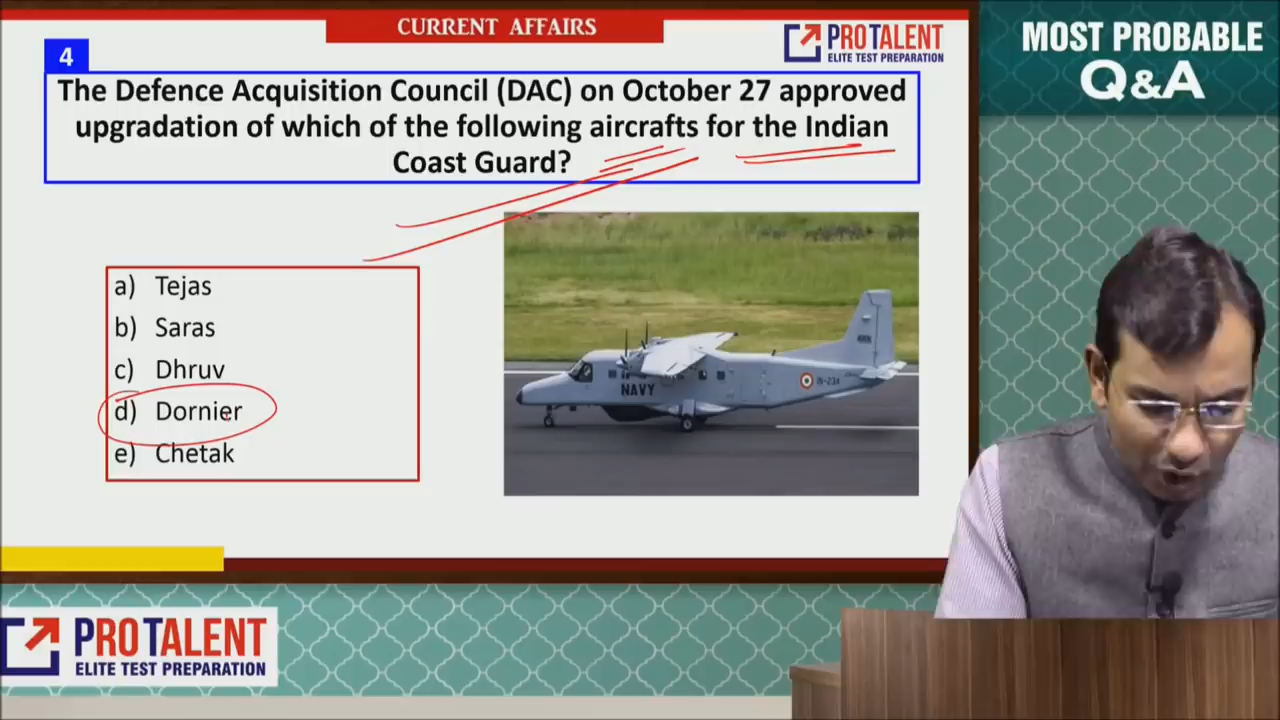 CURRENT AFFAIRS
PROTALENT
ELITE TEST PREPARATION
MOST PROBABLE
Q&A
4
The Defence Acquisition Council (DAC) on October 27 approved
upgradation of which of the following aircrafts for the Indian
Coast Guard?
a) Tejas
b) Saras
c) Dhruv
d) Dornier
e) Chetak
NAVY
IN-234
PROTALENT
ELITE TEST PREPARATION